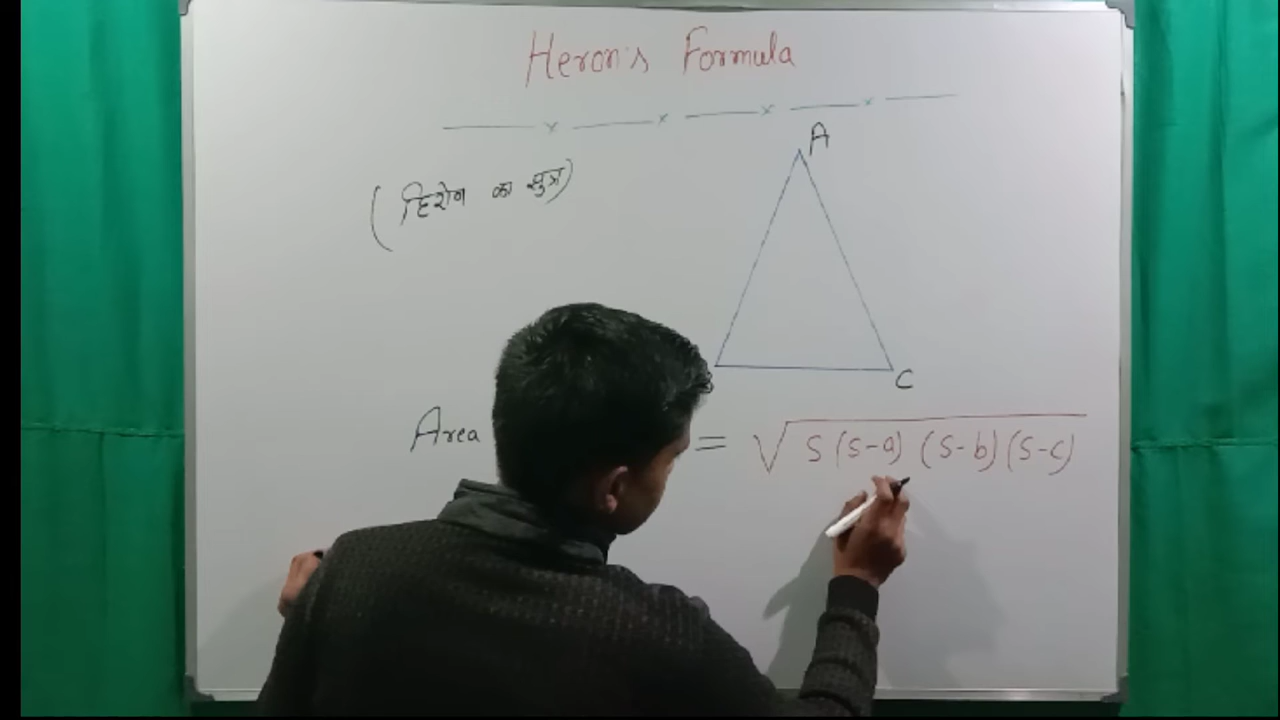 Heron's Formula
(हिरोन का सुत्र)
A
C
Area = √S(S-a) (S-b)(S-c)